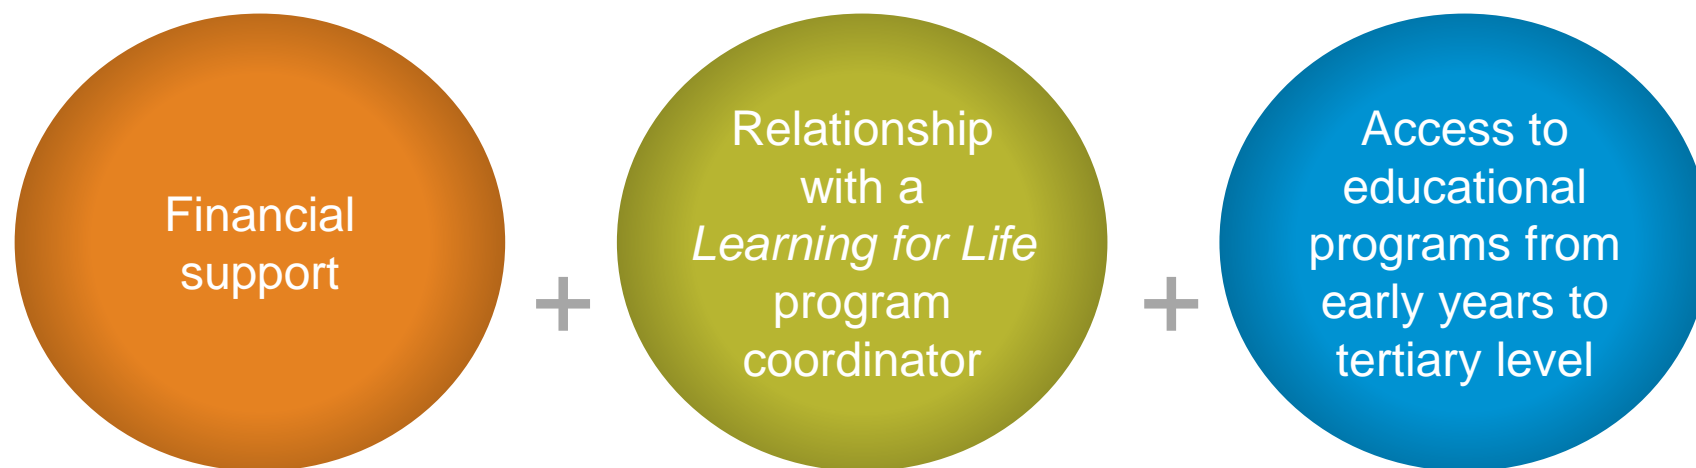 Financial
support
+
Relationship
with a
Learning for Life
program
coordinator
+
Access to
educational
programs from
early years to
tertiary level